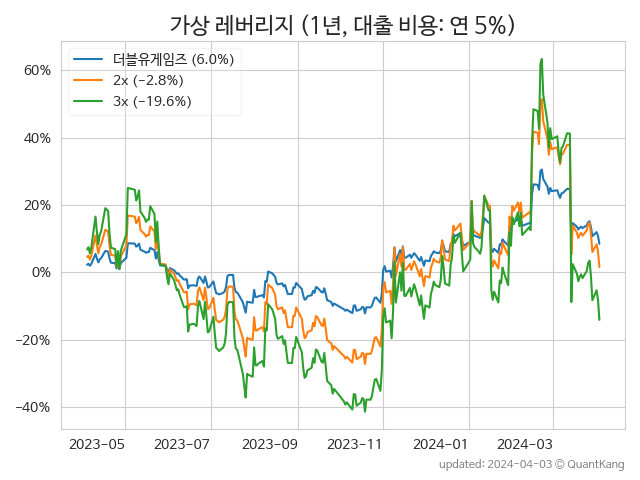 가상 레버리지 (1년, 대출 비용: 연 5%)
더블유게임즈 (6.0%)
2x (−2.8%)
3x (−19.6%)
60%
40%
20%
0%
−20%
−40%
2023-05
2023-07
2023-09
2023-11
2024-01
2024-03
updated: 2024-04-03 © QuantKang